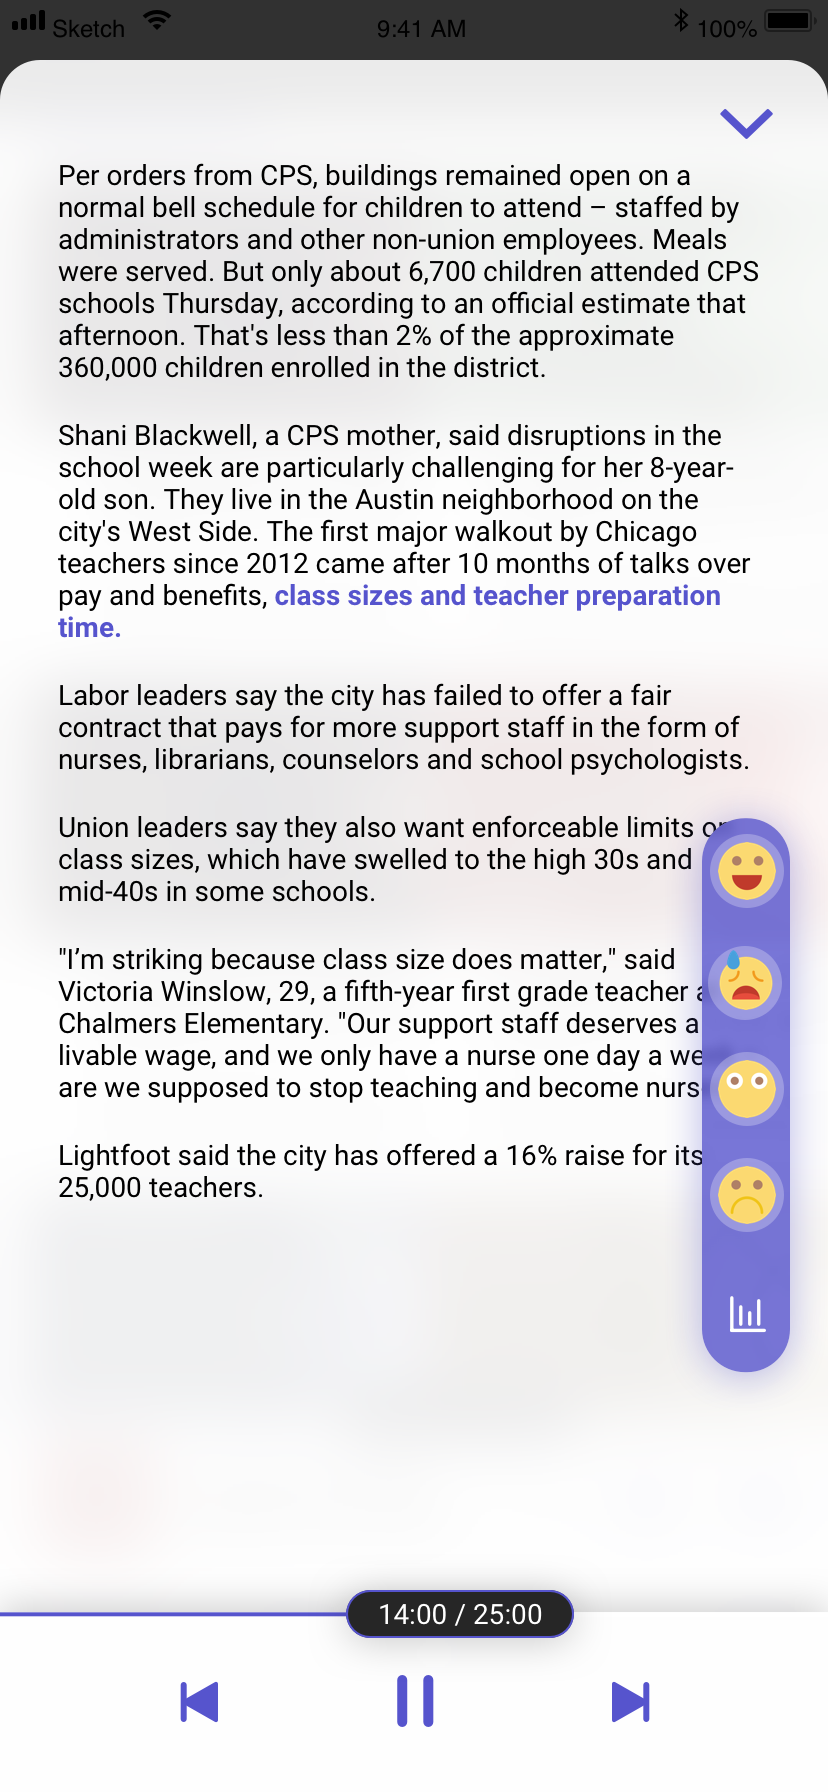 Sketch 9:41 AM 100%
Per orders from CPS, buildings remained open on a
normal bell schedule for children to attend – staffed by
administrators and other non-union employees. Meals
were served. But only about 6,700 children attended CPS
schools Thursday, according to an official estimate that
afternoon. That's less than 2% of the approximate
360,000 children enrolled in the district.
Shani Blackwell, a CPS mother, said disruptions in the
school week are particularly challenging for her 8-year-
old son. They live in the Austin neighborhood on the
city's West Side. The first major walkout by Chicago
teachers since 2012 came after 10 months of talks over
pay and benefits, class sizes and teacher preparation
time.
Labor leaders say the city has failed to offer a fair
contract that pays for more support staff in the form of
nurses, librarians, counselors and school psychologists.
Union leaders say they also want enforceable limits on
class sizes, which have swelled to the high 30s and
mid-40s in some schools.
"I’m striking because class size does matter," said
Victoria Winslow, 29, a fifth-year first grade teacher
Chalmers Elementary. "Our support staff deserves a
livable wage, and we only have a nurse one day a
are we supposed to stop teaching and become
Lightfoot said the city has offered a 16% raise for its
25,000 teachers.
14:00 / 25:00